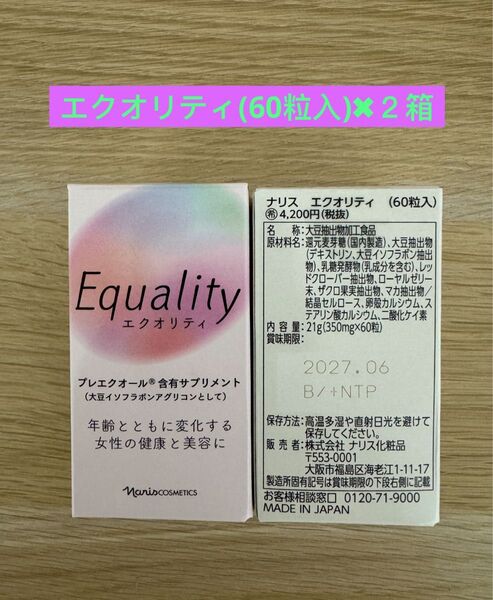 エクオリティ(60粒入)✖２箱
Equality
エクオリティ
プレエクオール®含有サプリメント
（大豆イソフラボンアグリコンとして）
年齢とともに変化する
女性の健康と美容に
naris COSMETICS
ナリス　エクオリティ　（60粒入）
㊕4,200円（税抜）
名　　称：大豆抽出物加工食品
原材料名：還元麦芽糖（国内製造）、大豆抽出物
（デキストリン、大豆イソフラボン抽出
物）、乳糖発酵物（乳成分を含む）、レッ
ドクローバー抽出物、ローヤルゼリー
末、ザクロ果実抽出物、マカ抽出物／
結晶セルロース、卵殻カルシウム、ステ
アリン酸カルシウム、二酸化ケイ素
内 容 量：21g（350mg×60粒）
賞味期限：
2027.06
B/+NTP
保存方法：高温多湿や直射日光を避けて
保存してください。
販 売 者：株式会社 ナリス化粧品
〒553-0001
大阪市福島区海老江1-11-17
製造所固有記号は賞味期限の下段右側に記載
お客様相談窓口 0120-71-9000
MADE IN JAPAN